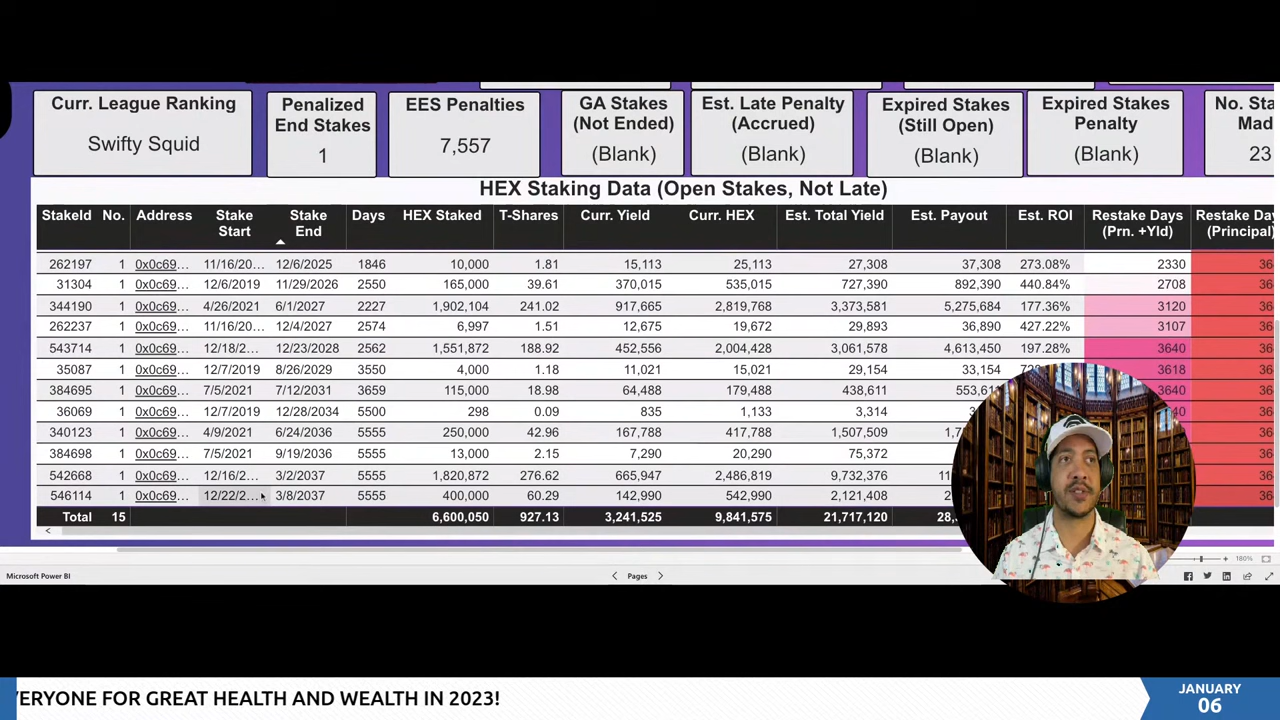 Curr. League Ranking
Swifty Squid
Penalized
End Stakes
1
EES Penalties
7,557
GA Stakes
(Not Ended)
(Blank)
Est. Late Penalty
(Accrued)
(Blank)
Expired Stakes
(Still Open)
(Blank)
Expired Stakes
Penalty
(Blank)
No. Sta
Mad
23
HEX Staking Data (Open Stakes, Not Late)
StakeId No. Address Stake Start Stake End Days HEX Staked T-Shares Curr. Yield Curr. HEX Est. Total Yield Est. Payout Est. ROI Restake Days (Prn. +Yld) Restake Day (Principal)
262197 1 0x0c69... 11/16/20... 12/6/2025 1846 10,000 1.81 15,113 25,113 27,308 37,308 273.08% 2330 36
31304 1 0x0c69... 12/6/2019 11/29/2026 2550 165,000 39.61 370,015 535,015 727,390 892,390 440.84% 2708 36
344190 1 0x0c69... 4/26/2021 6/1/2027 2227 1,902,104 241.02 917,665 2,819,768 3,373,581 5,275,684 177.36% 3120 36
262237 1 0x0c69... 11/16/20... 12/4/2027 2574 6,997 1.51 12,675 19,672 29,893 36,890 427.22% 3107 36
543714 1 0x0c69... 12/18/2... 12/23/2028 2562 1,551,872 188.92 452,556 2,004,428 3,061,578 4,613,450 197.28% 3640 36
35087 1 0x0c69... 12/7/2019 8/26/2029 3550 4,000 1.18 11,021 15,021 29,154 33,154 3618 36
384695 1 0x0c69... 7/5/2021 7/12/2031 3659 115,000 18.98 64,488 179,488 438,611 553,611 3640 36
36069 1 0x0c69... 12/7/2019 12/28/2034 5500 298 0.09 835 1,133 3,314 36
340123 1 0x0c69... 4/9/2021 6/24/2036 5555 250,000 42.96 167,788 417,788 1,507,509 36
384698 1 0x0c69... 7/5/2021 9/19/2036 5555 13,000 2.15 7,290 20,290 75,372 36
542668 1 0x0c69... 12/16/2... 3/2/2037 5555 1,820,872 276.62 665,947 2,486,819 9,732,376 36
546114 1 0x0c69... 12/22/2... 3/8/2037 5555 400,000 60.29 142,990 542,990 2,121,408 36
Total 15 6,600,050 927.13 3,241,525 9,841,575 21,717,120
Microsoft Power BI
Pages
180%
VERYONE FOR GREAT HEALTH AND WEALTH IN 2023!
JANUARY
06